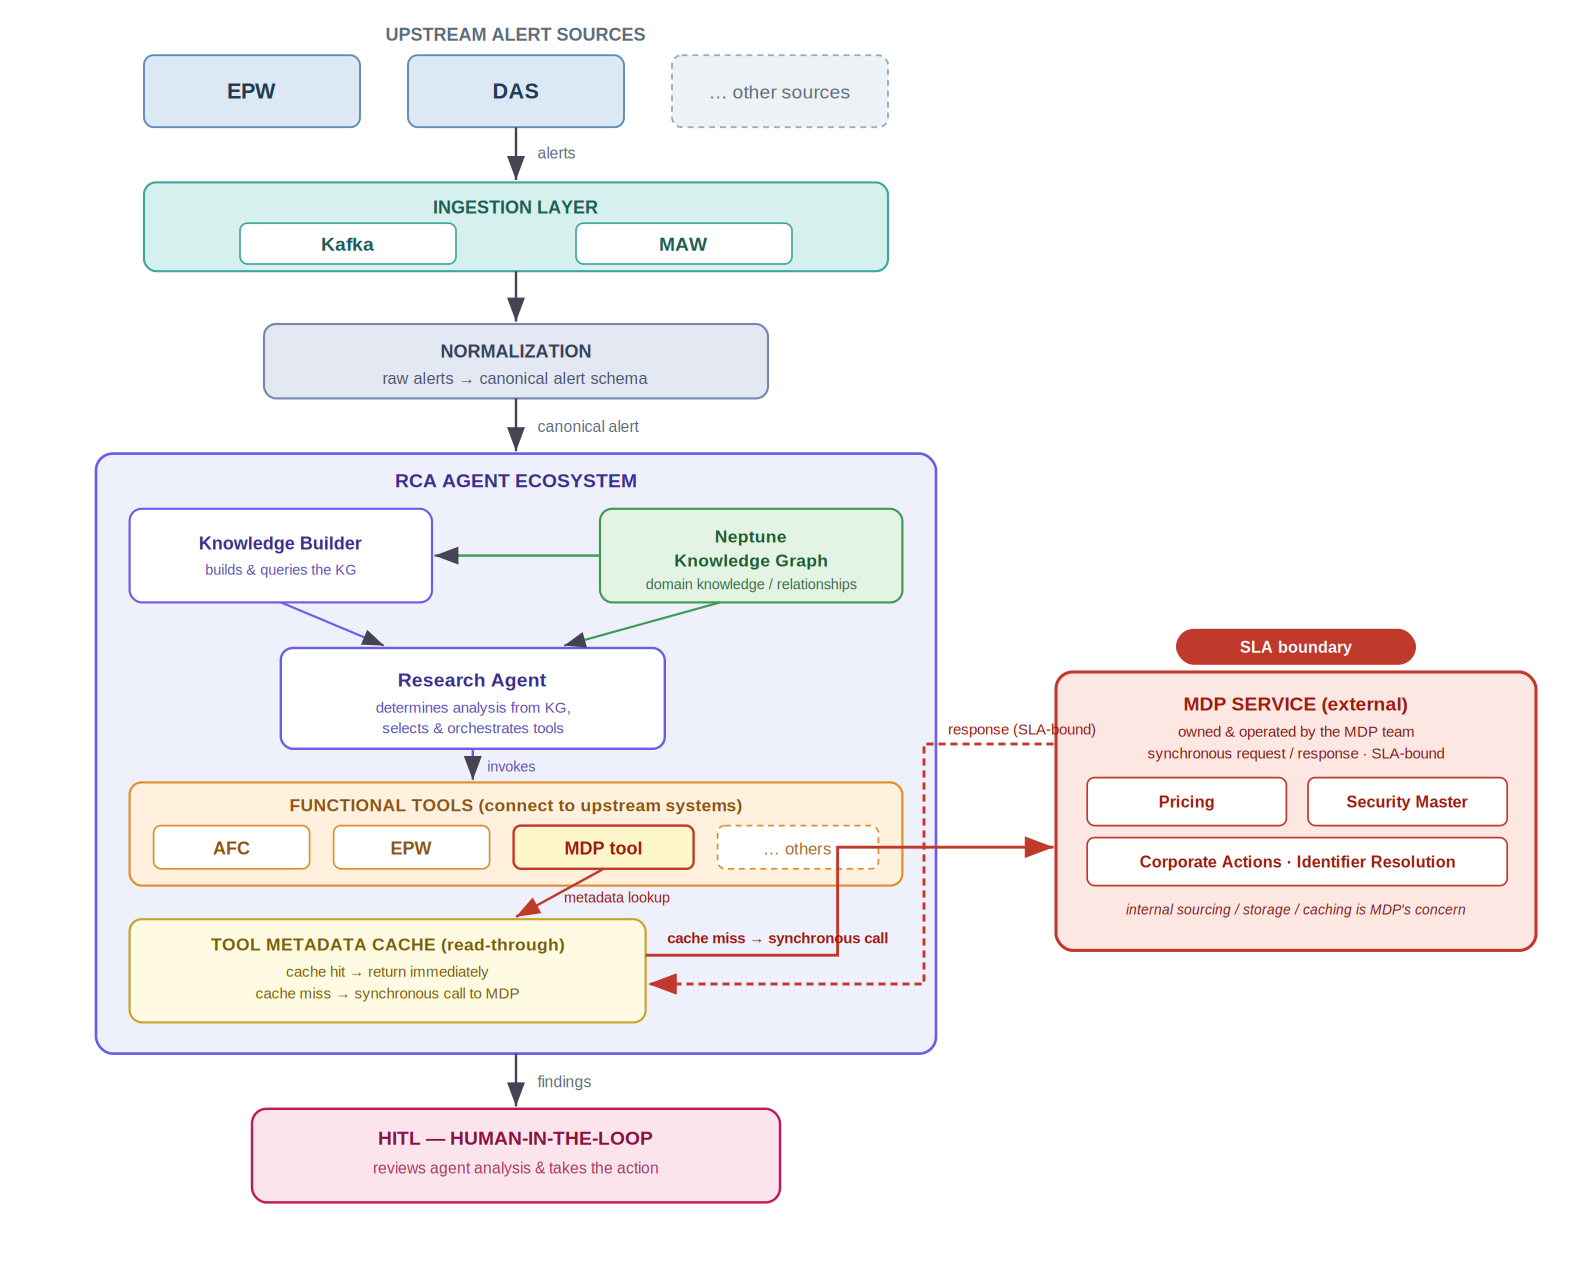 UPSTREAM ALERT SOURCES
EPW
DAS
… other sources
alerts
INGESTION LAYER
Kafka
MAW
NORMALIZATION
raw alerts → canonical alert schema
canonical alert
RCA AGENT ECOSYSTEM
Knowledge Builder
builds & queries the KG
Neptune
Knowledge Graph
domain knowledge / relationships
Research Agent
determines analysis from KG,
selects & orchestrates tools
invokes
FUNCTIONAL TOOLS (connect to upstream systems)
AFC
EPW
MDP tool
… others
metadata lookup
TOOL METADATA CACHE (read-through)
cache hit → return immediately
cache miss → synchronous call to MDP
cache miss → synchronous call
response (SLA-bound)
SLA boundary
MDP SERVICE (external)
owned & operated by the MDP team
synchronous request / response · SLA-bound
Pricing
Security Master
Corporate Actions · Identifier Resolution
internal sourcing / storage / caching is MDP's concern
findings
HITL — HUMAN-IN-THE-LOOP
reviews agent analysis & takes the action